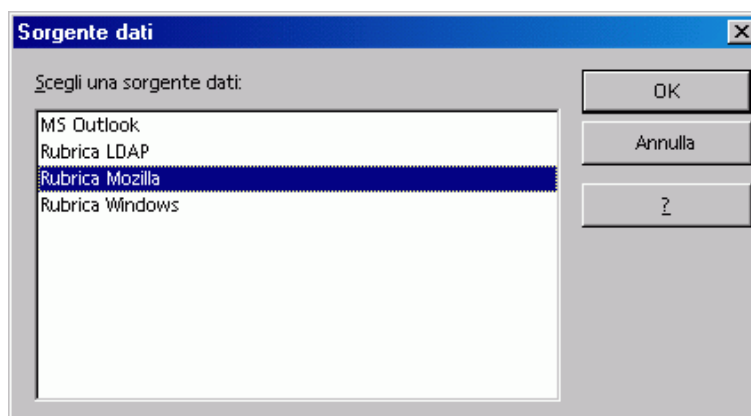 Sorgente dati
Scegli una sorgente dati:
MS Outlook
Rubrica LDAP
Rubrica Mozilla
Rubrica Windows
OK
Annulla
?